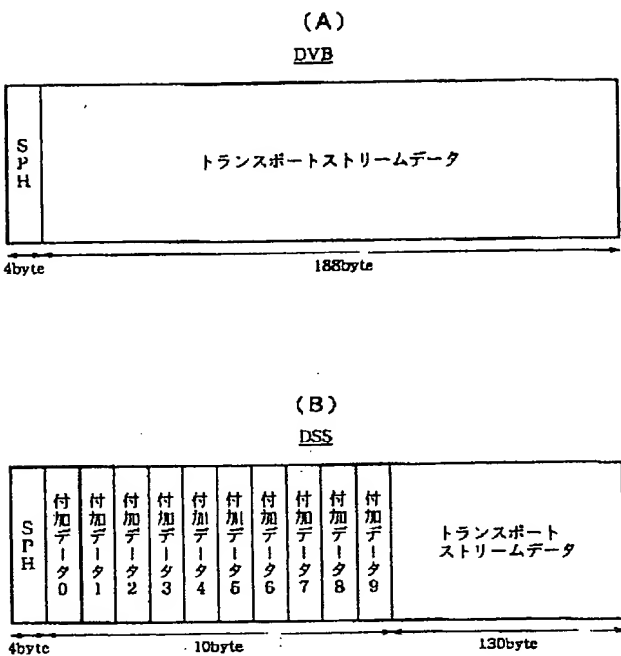 (A)
DVB
SPH
トランスポートストリームデータ
4byte
188byte
(B)
DSS
SPH
付加データ0
付加データ1
付加データ2
付加データ3
付加データ4
付加データ5
付加データ6
付加データ7
付加データ8
付加データ9
トランスポート
ストリームデータ
4byte
10byte
130byte